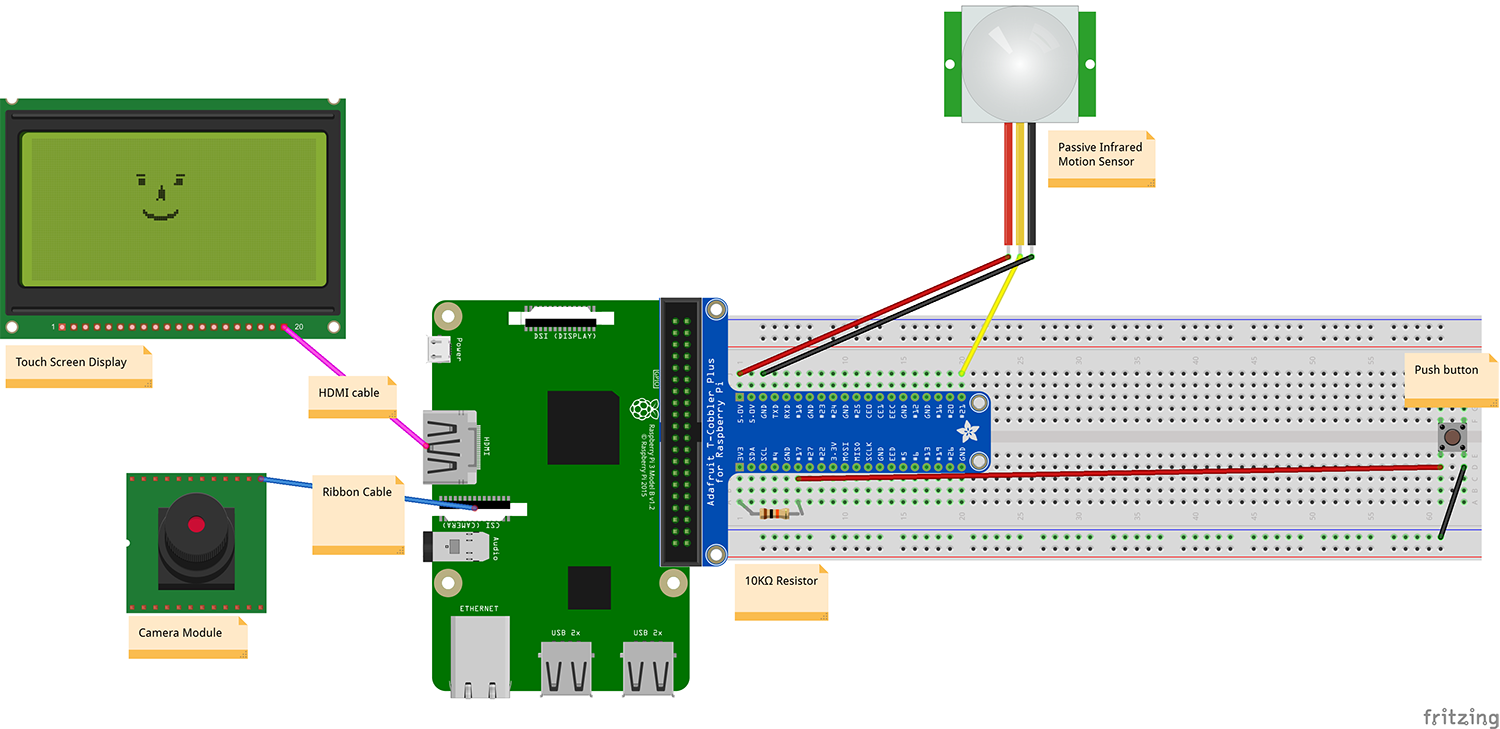 Passive Infrared
Motion Sensor
1
20
Touch Screen Display
HDMI cable
Ribbon Cable
Camera Module
DSI (DISPLAY)
Power
HDMI
CSI (CAMERA)
Audio
ETHERNET
USB 2x
USB 2x
GPIO
Raspberry Pi 3 Model B v1.2
© Raspberry Pi 2015
Adafruit T-Cobbler Plus
for Raspberry Pi
5.0V
5.0V
GND
TXD
RXD
#18
GND
#23
#24
GND
#25
CE0
CE1
EEC
GND
#12
GND
#16
#20
#21
3V3
SDA
SCL
#4
GND
#17
#27
#22
3.3V
MOSI
MISO
SCLK
GND
EED
#5
#6
#13
#19
#26
GND
10KΩ Resistor
Push button
fritzing